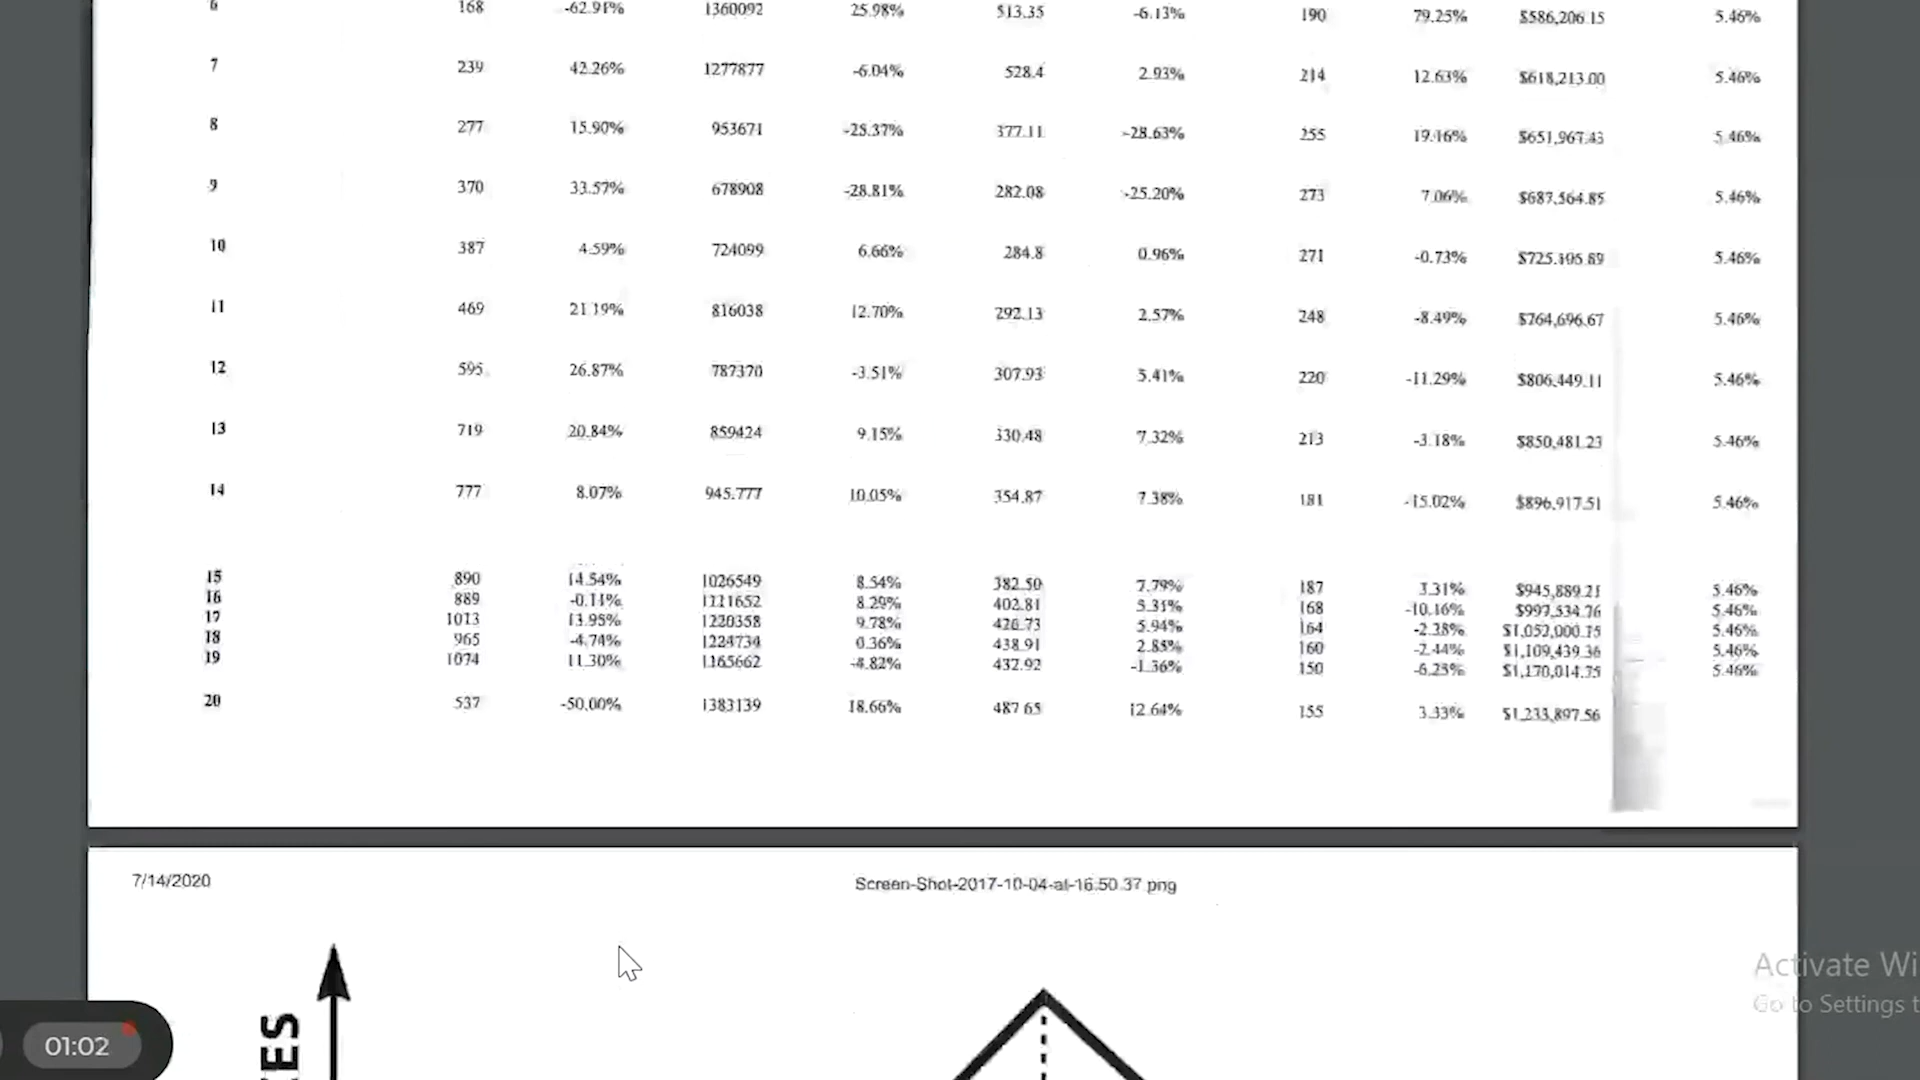 6 168 -62.91% 1360092 25.98% 513.35 -6.13% 190 79.25% $586,206.15 5.46%
7 239 42.26% 1277877 -6.04% 528.4 2.93% 214 12.63% $618,213.00 5.46%
8 277 15.90% 953671 -25.37% 377.11 -28.63% 255 19.16% $651,967.43 5.46%
9 370 33.57% 678908 -28.81% 282.08 -25.20% 273 7.06% $687,564.85 5.46%
10 387 4.59% 724099 6.66% 284.8 0.96% 271 -0.73% 5.46%
11 469 21.19% 816038 12.70% 292.13 2.57% 248 -8.49% $764,696.67 5.46%
12 595 26.87% 787370 -3.51% 307.93 5.41% 220 -11.29% $806,449.11 5.46%
13 719 20.84% 859424 9.15% 330.48 7.32% 213 -3.18% $850,481.23 5.46%
14 777 8.07% 945.777 10.05% 354.87 7.38% 181 -15.02% $896,917.51 5.46%
15 890 14.54% 1026549 8.54% 382.50 7.79% 187 3.31% $945,889.21 5.46%
16 889 -0.11% 1111652 8.29% 402.81 5.31% 168 -10.16% $997,534.76 5.46%
17 1013 13.95% 1220358 9.78% 426.73 5.94% 164 -2.38% $1,052,000.15 5.46%
18 965 -4.74% 1224734 0.36% 438.91 2.85% 160 -2.44% $1,109,439.36 5.46%
19 1074 11.30% 1165662 -4.82% 432.92 -1.36% 150 -6.25% $1,170,014.75 5.46%
20 537 -50.00% 1383139 18.66% 487.65 12.64% 155 3.33% $1,233,897.56
7/14/2020 Screen-Shot-2017-10-04-at-16.50.37.png
Activate Wi
Go to Settings t
01:02